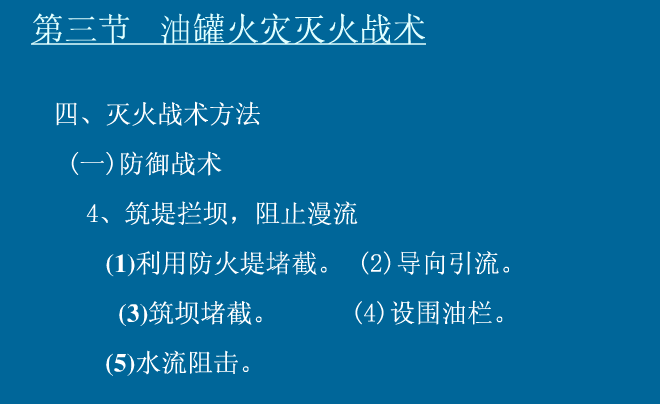 第三节 油罐火灾灭火战术
四、灭火战术方法
(一)防御战术
4、筑堤拦坝，阻止漫流
(1)利用防火堤堵截。 (2)导向引流。
(3)筑坝堵截。 (4)设围油栏。
(5)水流阻击。